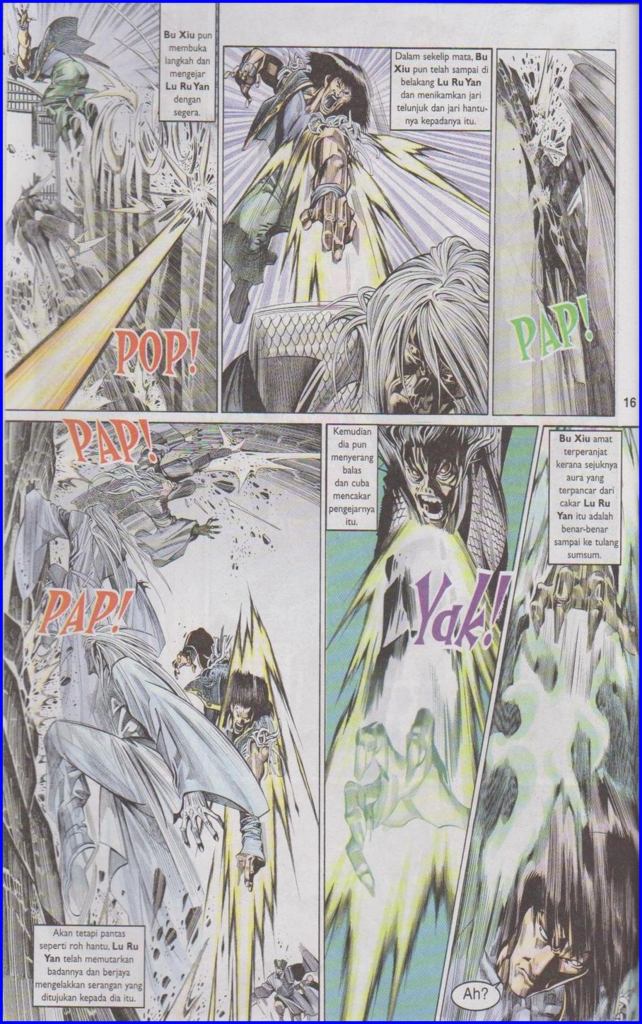 Bu Xiu pun
membuka
langkah dan
mengejar
Lu Ru Yan
dengan
segera.
POP!
Dalam sekelip mata, Bu
Xiu pun telah sampai di
belakang Lu Ru Yan
dan menikamkan jari
telunjuk dan jari hantu-
nya kepadanya itu.
PAP!
16
PAP!
PAP!
Akan tetapi pantas
seperti roh hantu, Lu Ru
Yan telah memutarkan
badannya dan berjaya
mengelakkan serangan yang
ditujukan kepada dia itu.
Kemudian
dia pun
menyerang
balas
dan cuba
mencakar
pengejarnya
itu.
Yak!
Bu Xiu amat
terperanjat
kerana sejuknya
aura yang
terpancar dari
cakar Lu Ru
Yan itu adalah
benar-benar
sampai ke tulang
sumsum.
Ah?